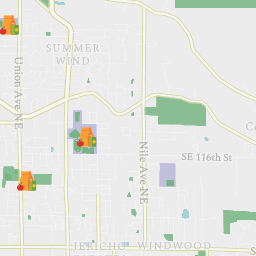 SUMMER
WIND
Union Ave NE
Nile Ave NE
SE 116th St
JERICHO
WINDWOOD